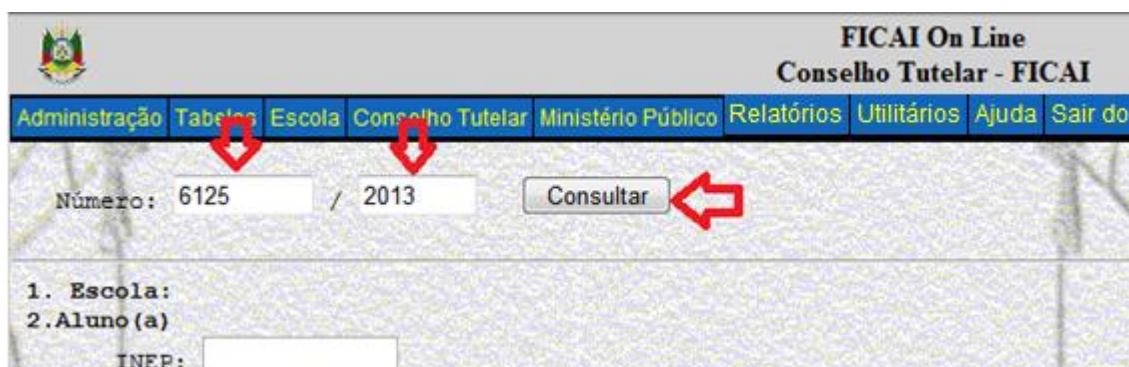 FICAI On Line
Conselho Tutelar - FICAI
Administração Tabelas Escola Conselho Tutelar Ministério Público Relatórios Utilitários Ajuda Sair do
Número: 6125 / 2013 Consultar
1. Escola:
2.Aluno(a)
INEP: